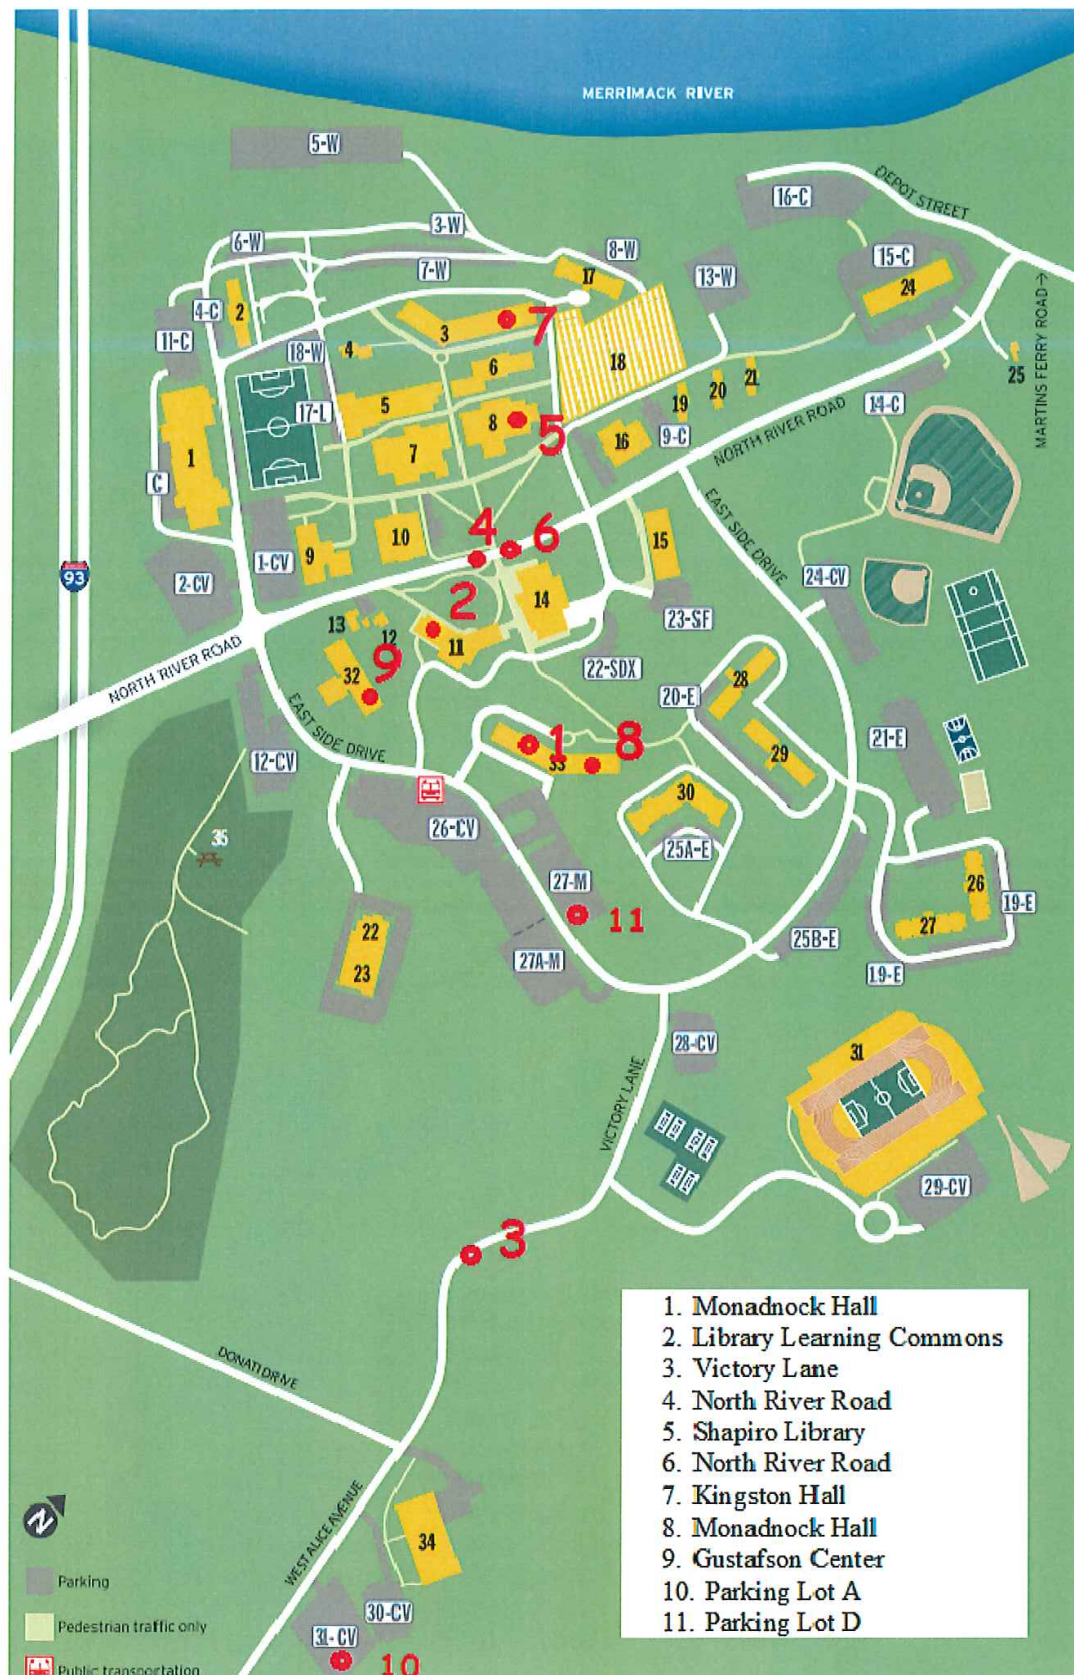 MERRIMACK RIVER
5-W
16-C
DEPOT STREET
3-W
6-W
8-W
15-C
7-W
17
13-W
24
MARTINS FERRY ROAD→
4-C
2
3
7
11-C
18-W
4
18
6
21
25
20
19
14-C
5
17-L
8
5
9-C
16
NORTH RIVER ROAD
1
7
C
4
6
10
15
EAST SIDE DRIVE
9
1-CV
93
2-CV
24-CV
2
14
23-SF
13
12
11
22-SDX
NORTH RIVER ROAD
32
9
28
20-E
EAST SIDE DRIVE
21-E
12-CV
1
8
29
33
30
35
26-CV
25A-E
27-M
26
19-E
11
27
22
25B-E
23
27A-M
19-E
28-CV
31
VICTORY LANE
29-CV
3
1. Monadnock Hall
2. Library Learning Commons
3. Victory Lane
4. North River Road
5. Shapiro Library
6. North River Road
7. Kingston Hall
8. Monadnock Hall
9. Gustafson Center
10. Parking Lot A
11. Parking Lot D
DONATI DRIVE
WEST ALICE AVENUE
34
N
Parking
Pedestrian traffic only
Public transportation
30-CV
31-CV
10